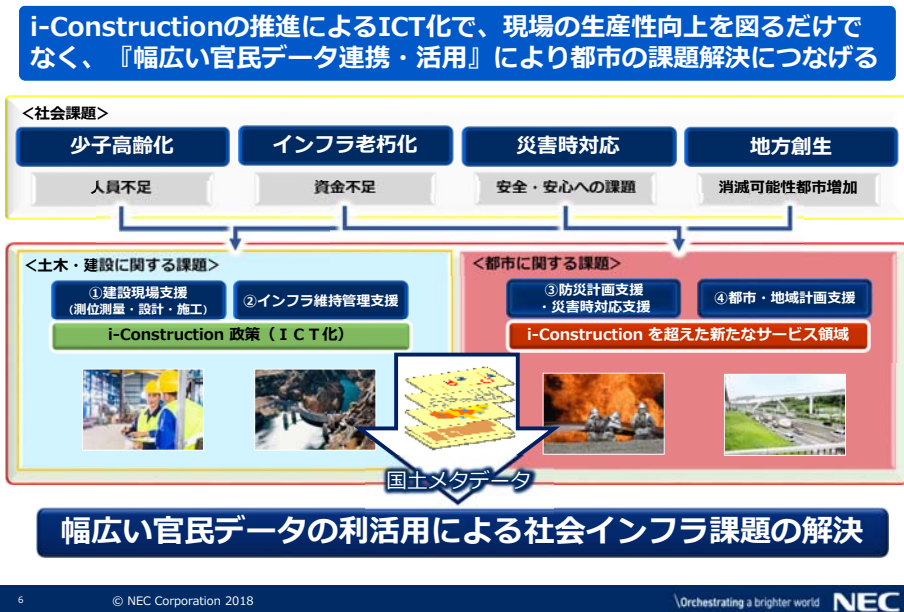 i-Constructionの推進によるICT化で、現場の生産性向上を図るだけで
なく、『幅広い官民データ連携・活用』により都市の課題解決につなげる
＜社会課題＞
少子高齢化
インフラ老朽化
災害時対応
地方創生
人員不足
資金不足
安全・安心への課題
消滅可能性都市増加
＜土木・建設に関する課題＞
①建設現場支援
(測位測量・設計・施工)
②インフラ維持管理支援
i-Construction 政策（ＩＣＴ化）
＜都市に関する課題＞
③防災計画支援
・災害時対応支援
④都市・地域計画支援
i-Construction を超えた新たなサービス領域
国土メタデータ
幅広い官民データの利活用による社会インフラ課題の解決
6
© NEC Corporation 2018
\Orchestrating a brighter world
NEC